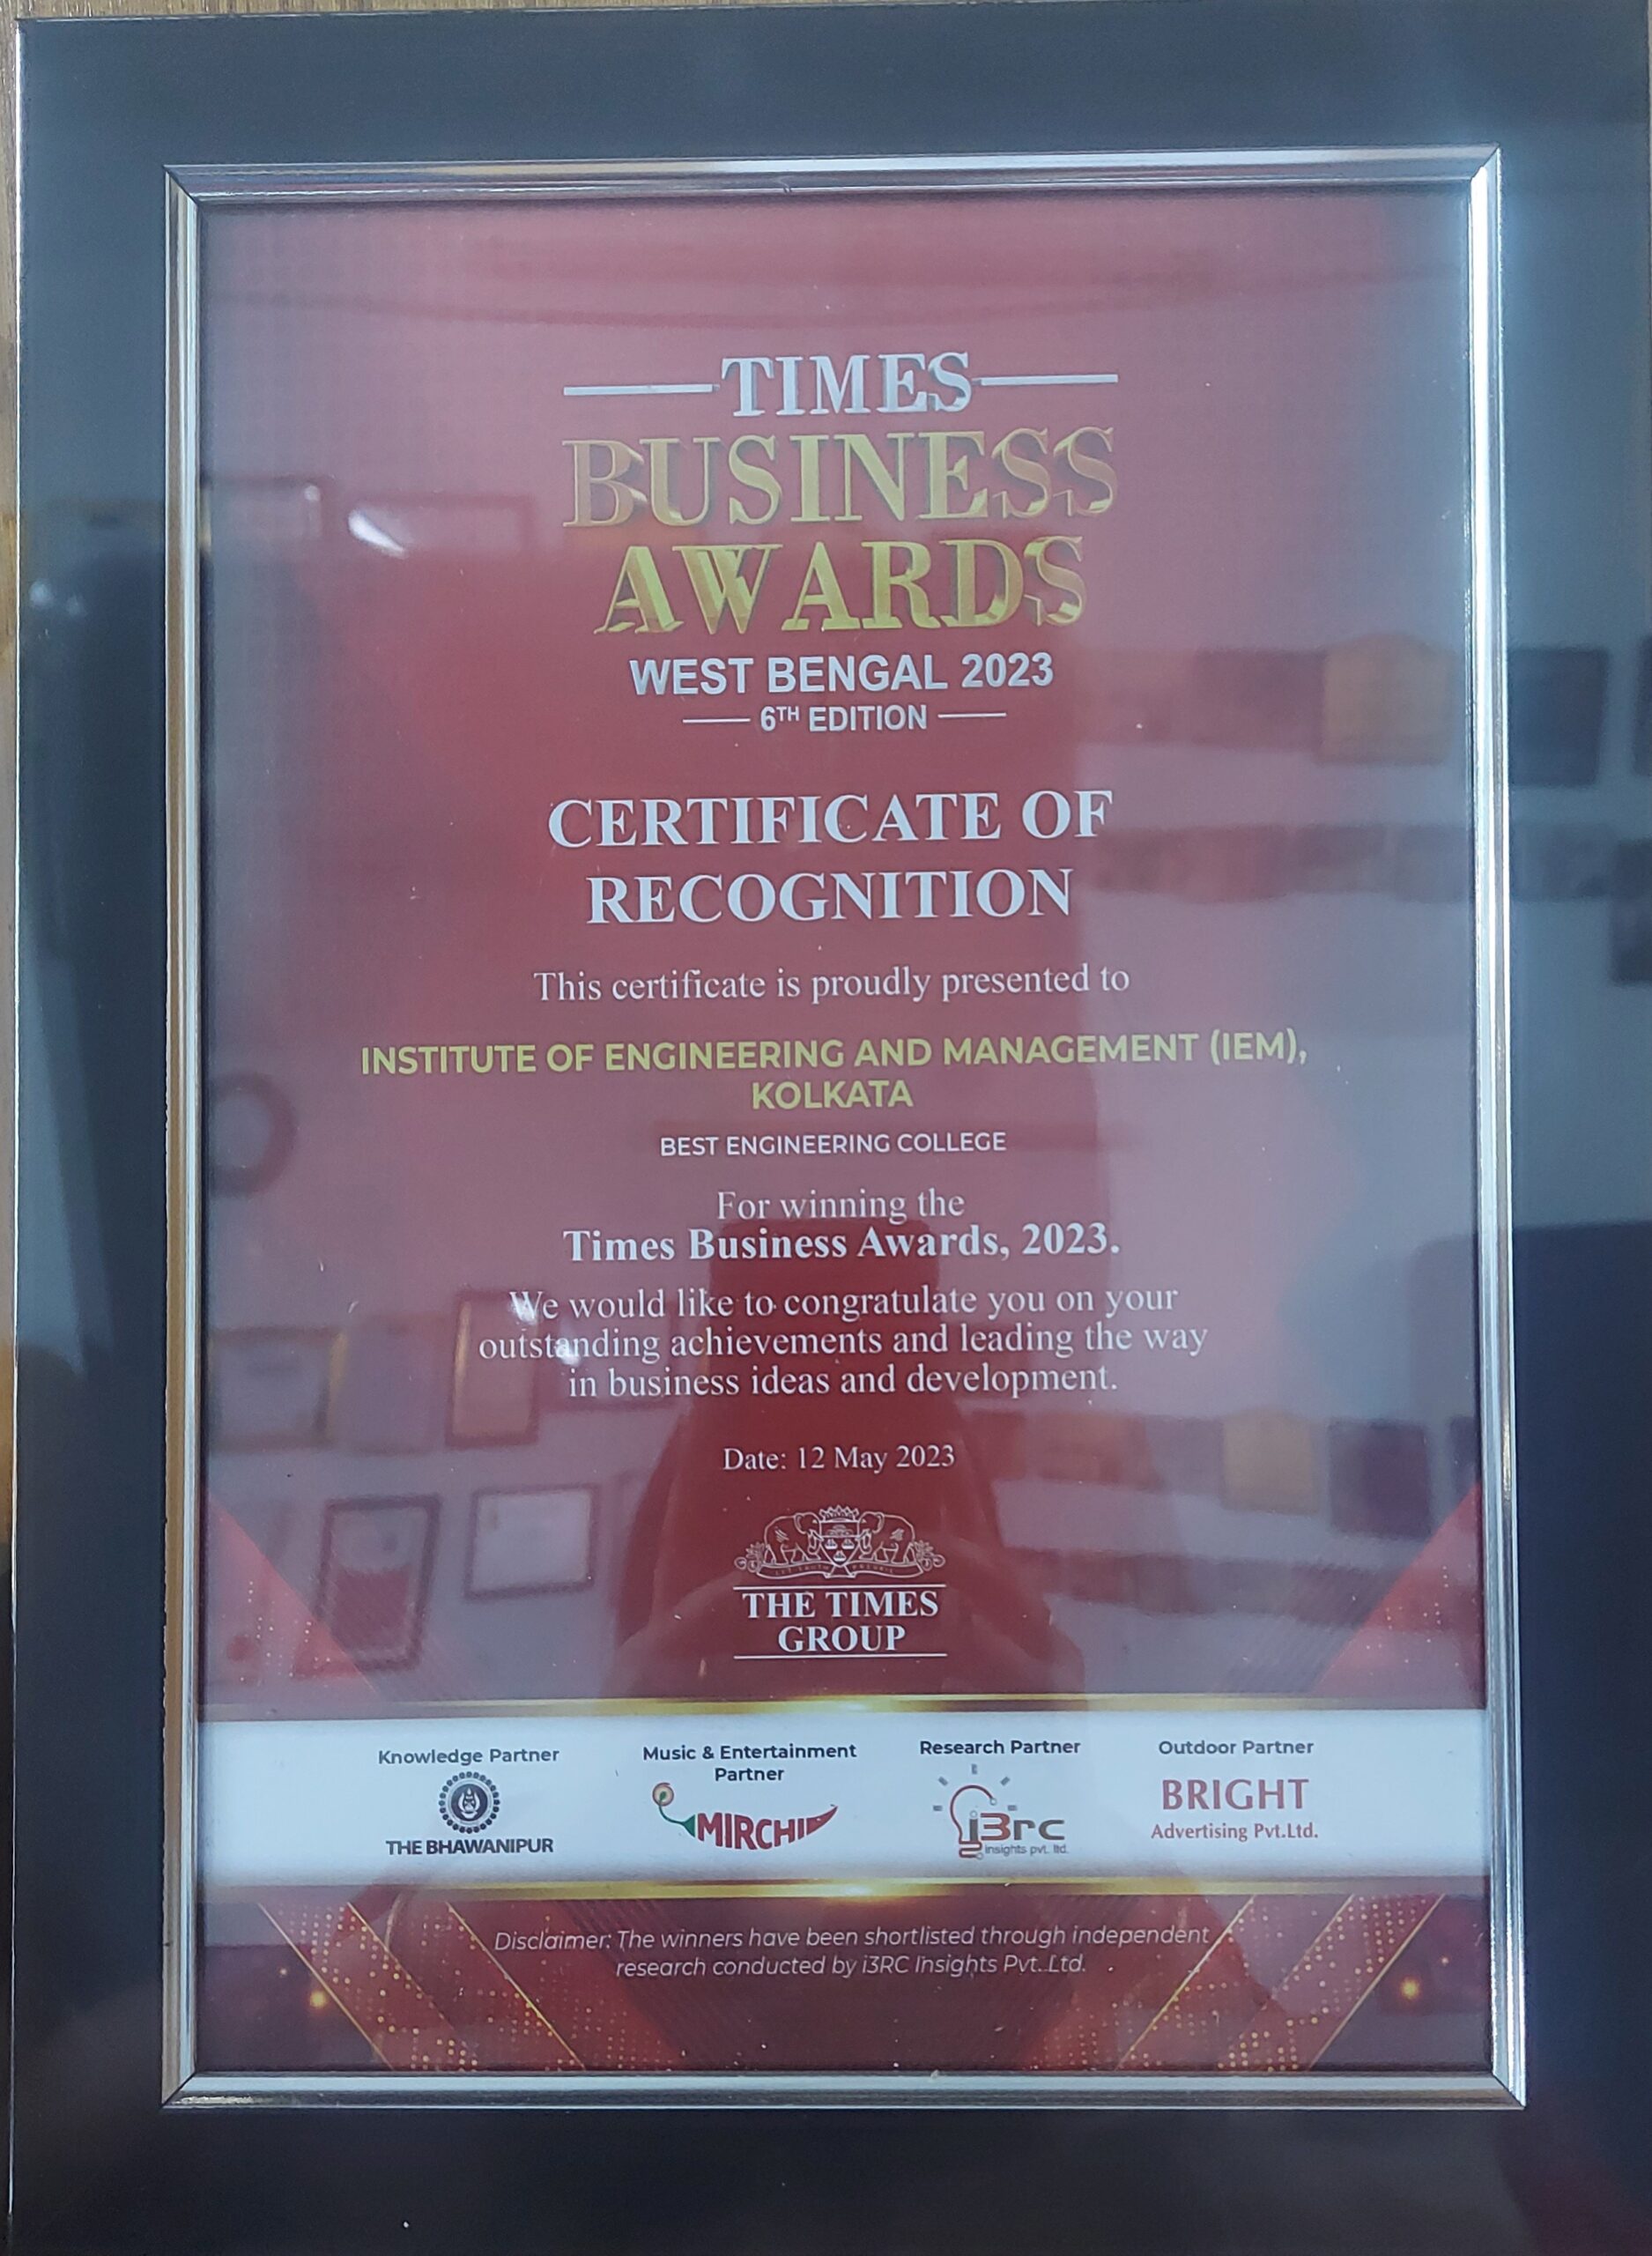 TIMES
BUSINESS
AWARDS
WEST BENGAL 2023
6TH EDITION
CERTIFICATE OF
RECOGNITION
This certificate is proudly presented to
INSTITUTE OF ENGINEERING AND MANAGEMENT (IEM),
KOLKATA
BEST ENGINEERING COLLEGE
For winning the
Times Business Awards, 2023.
We would like to congratulate you on your
outstanding achievements and leading the way
in business ideas and development.
Date: 12 May 2023
THE TIMES
GROUP
Knowledge Partner
THE BHAWANIPUR
Music & Entertainment
Partner
MIRCHI
Research Partner
i3rc
insights pvt. ltd.
Outdoor Partner
BRIGHT
Advertising Pvt.Ltd.
Disclaimer: The winners have been shortlisted through independent
research conducted by i3RC Insights Pvt. Ltd.